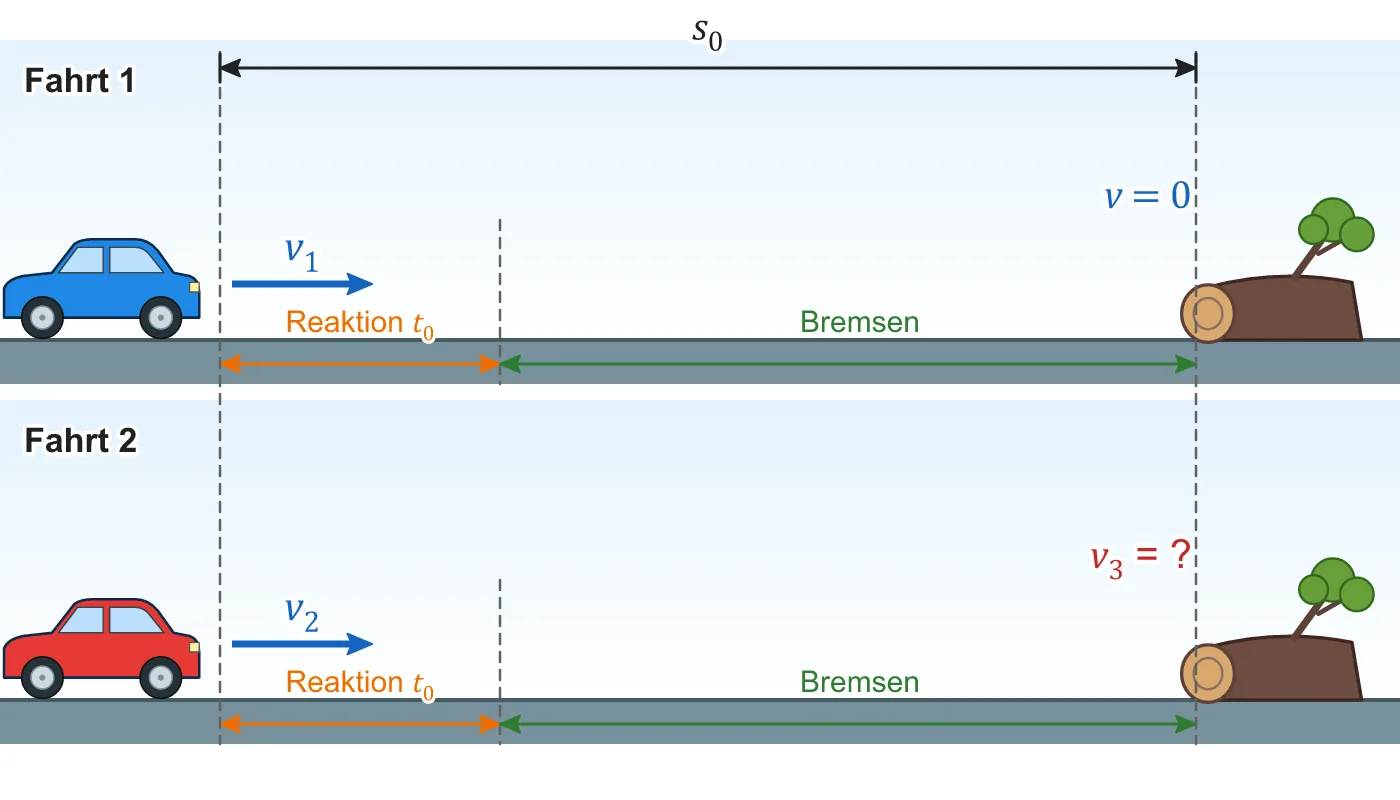 s₀
Fahrt 1
v = 0
v₁
Reaktion t₀
Bremsen
Fahrt 2
v₃ = ?
v₂
Reaktion t₀
Bremsen